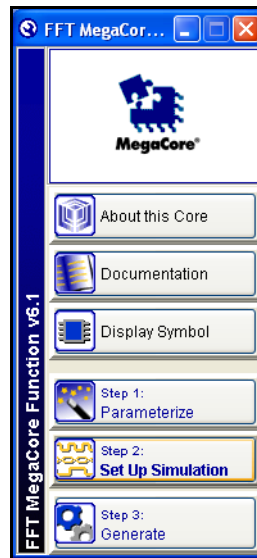 FFT MegaCor...
MegaCore®
About this Core
Documentation
Display Symbol
Step 1:
Parameterize
Step 2:
Set Up Simulation
Step 3:
Generate
FFT MegaCore Function v6.1